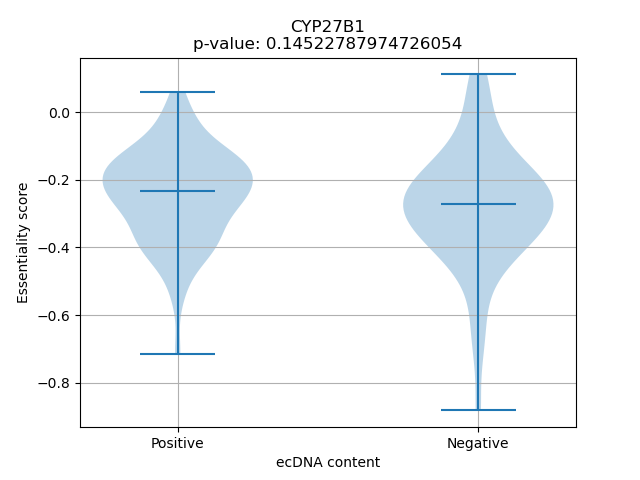 CYP27B1
p-value: 0.14522787974726054
Essentiality score
0.0
−0.2
−0.4
−0.6
−0.8
Positive
Negative
ecDNA content